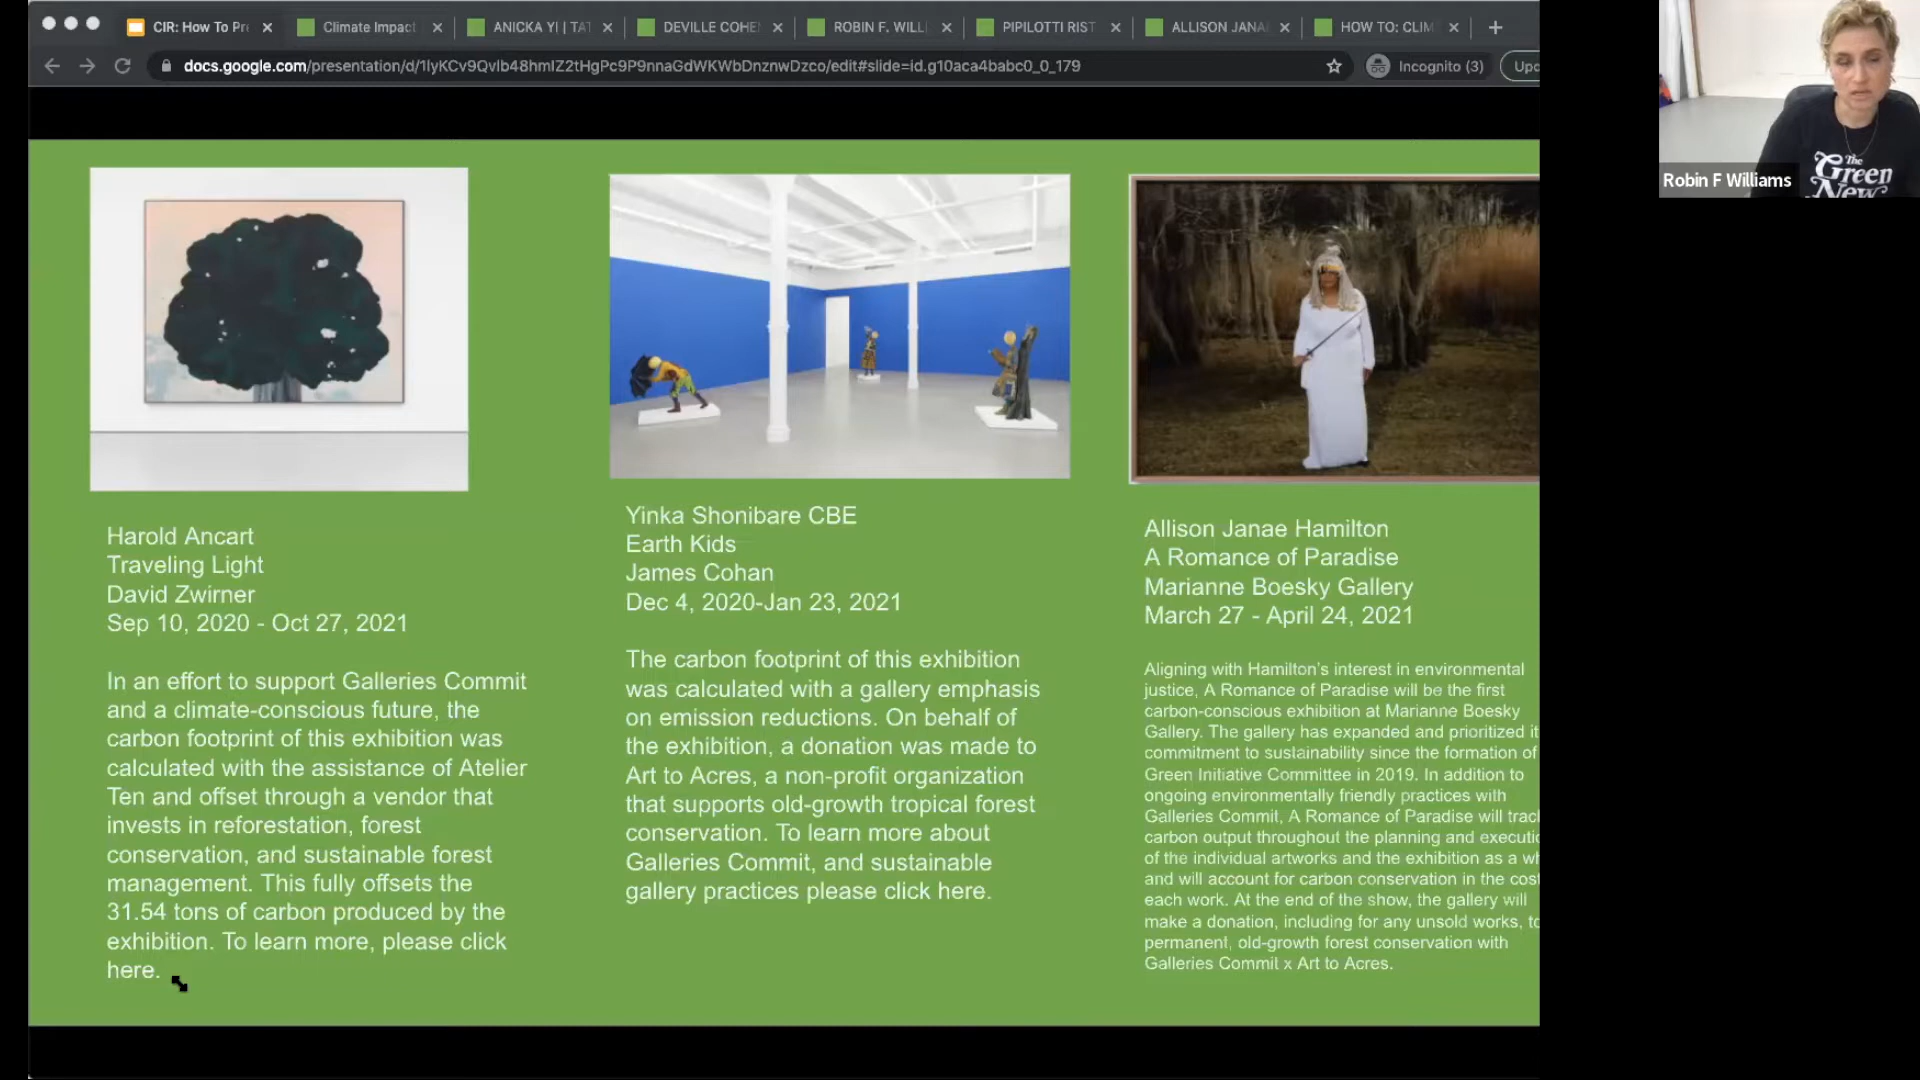 CIR: How To Pr
Climate Impac
ANICKA YI | TAT
DEVILLE COHE
ROBIN F. WILL
PIPILOTTI RIST
ALLISON JANA
HOW TO: CLIM
docs.google.com/presentation/d/1lyKCv9Qvlb48hmlZ2tHgPc9P9nnaGdWKWbDnznwDzco/edit#slide=id.g10aca4babc0_0_179
Incognito (3)
Upd
Harold Ancart
Traveling Light
David Zwirner
Sep 10, 2020 - Oct 27, 2021
In an effort to support Galleries Commit
and a climate-conscious future, the
carbon footprint of this exhibition was
calculated with the assistance of Atelier
Ten and offset through a vendor that
invests in reforestation, forest
conservation, and sustainable forest
management. This fully offsets the
31.54 tons of carbon produced by the
exhibition. To learn more, please click
here.
Yinka Shonibare CBE
Earth Kids
James Cohan
Dec 4, 2020-Jan 23, 2021
The carbon footprint of this exhibition
was calculated with a gallery emphasis
on emission reductions. On behalf of
the exhibition, a donation was made to
Art to Acres, a non-profit organization
that supports old-growth tropical forest
conservation. To learn more about
Galleries Commit, and sustainable
gallery practices please click here.
Allison Janae Hamilton
A Romance of Paradise
Marianne Boesky Gallery
March 27 - April 24, 2021
Aligning with Hamilton's interest in environmental
justice, A Romance of Paradise will be the first
carbon-conscious exhibition at Marianne Boesky
Gallery. The gallery has expanded and prioritized it
commitment to sustainability since the formation of
Green Initiative Committee in 2019. In addition to
ongoing environmentally friendly practices with
Galleries Commit, A Romance of Paradise will trac
carbon output throughout the planning and executi
of the individual artworks and the exhibition as a wh
and will account for carbon conservation in the cost
each work. At the end of the show, the gallery will
make a donation, including for any unsold works, to
permanent, old-growth forest conservation with
Galleries Commit x Art to Acres.
The
Green
New
Robin F Williams